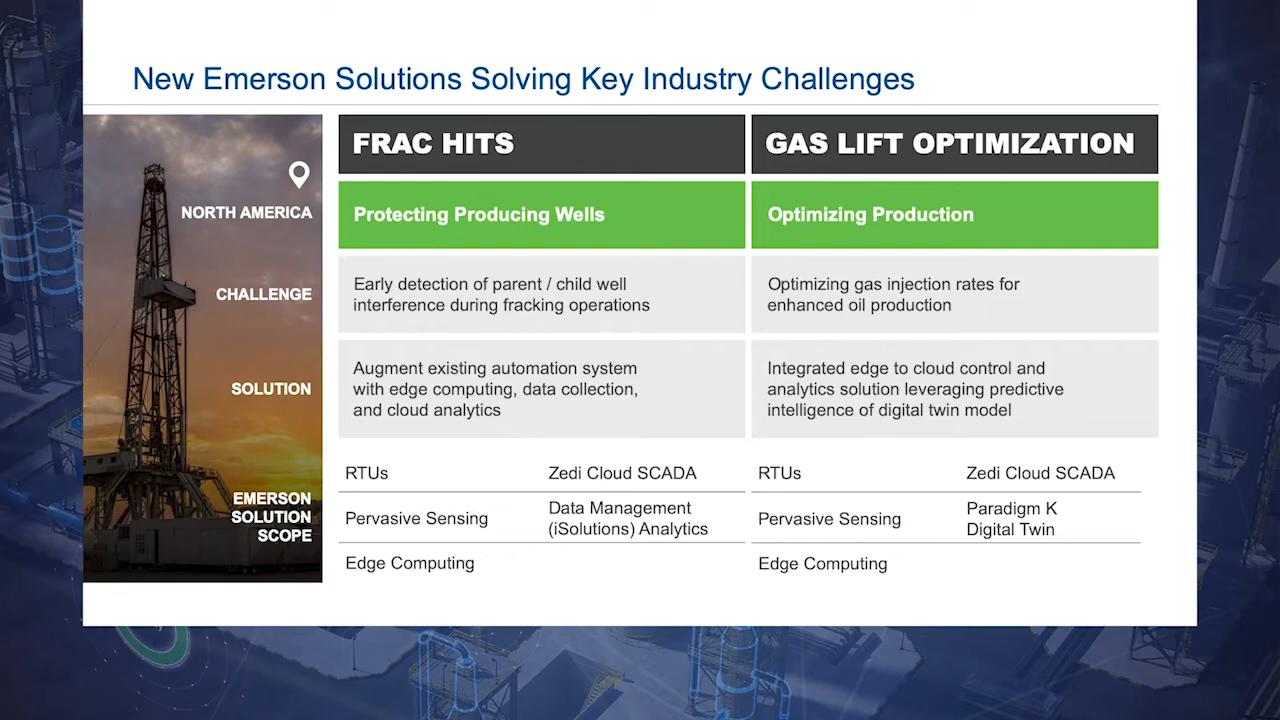 New Emerson Solutions Solving Key Industry Challenges
FRAC HITS
GAS LIFT OPTIMIZATION
NORTH AMERICA
Protecting Producing Wells
Optimizing Production
CHALLENGE
Early detection of parent / child well
interference during fracking operations
Optimizing gas injection rates for
enhanced oil production
SOLUTION
Augment existing automation system
with edge computing, data collection,
and cloud analytics
Integrated edge to cloud control and
analytics solution leveraging predictive
intelligence of digital twin model
EMERSON
SOLUTION
SCOPE
RTUs
Zedi Cloud SCADA
Pervasive Sensing
Data Management
(iSolutions) Analytics
Edge Computing
RTUs
Zedi Cloud SCADA
Pervasive Sensing
Paradigm K
Digital Twin
Edge Computing